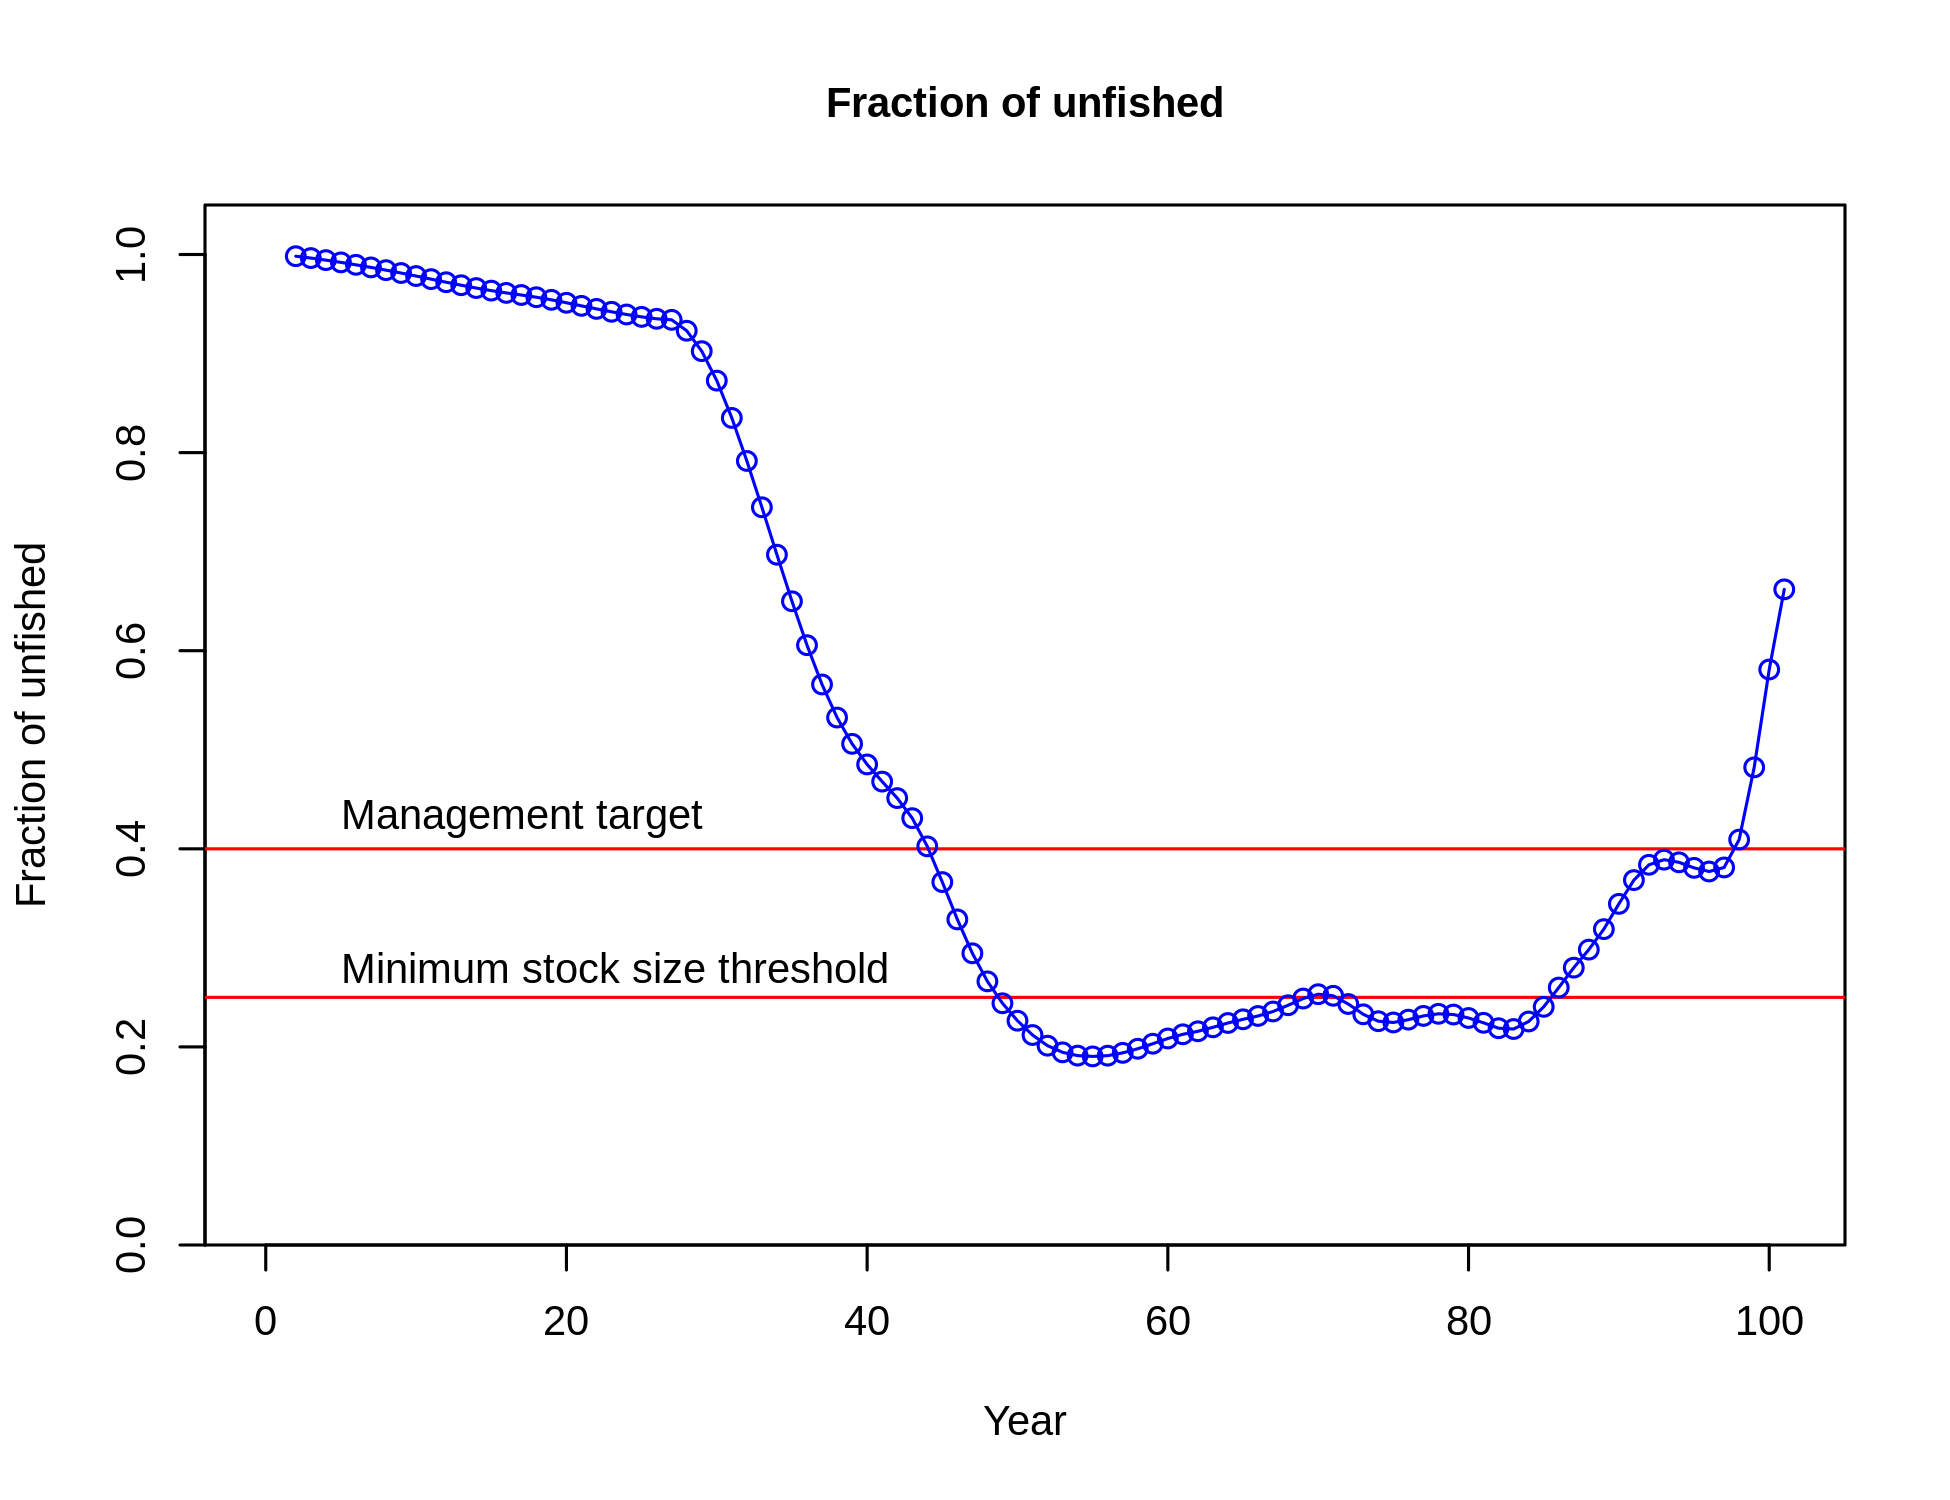 Fraction of unfished
Fraction of unfished
1.0
0.8
0.6
0.4
0.2
0.0
Management target
Minimum stock size threshold
0 20 40 60 80 100
Year